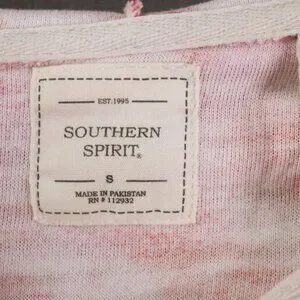 EST. 1995
SOUTHERN
SPIRIT®
S
MADE IN PAKISTAN
RN # 112932